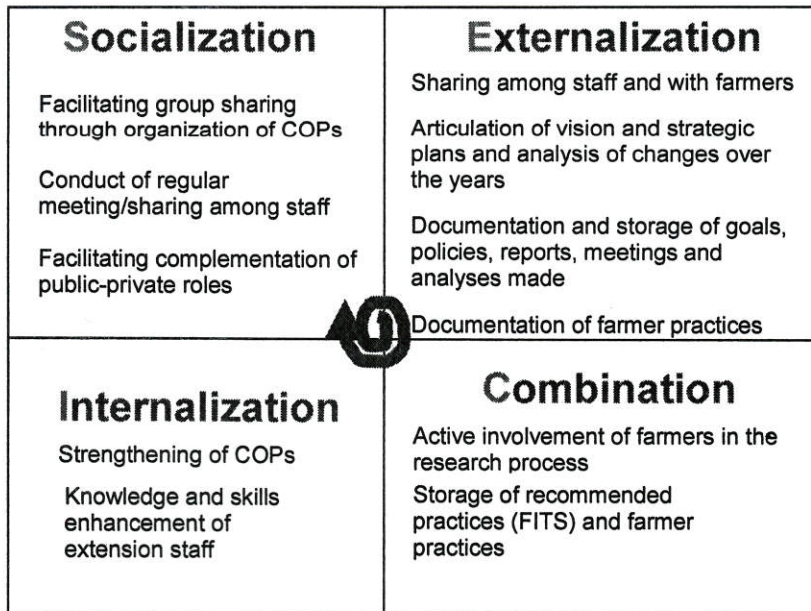 Socialization
Facilitating group sharing
through organization of COPs
Conduct of regular
meeting/sharing among staff
Facilitating complementation of
public-private roles
Externalization
Sharing among staff and with farmers
Articulation of vision and strategic
plans and analysis of changes over
the years
Documentation and storage of goals,
policies, reports, meetings and
analyses made
Documentation of farmer practices
Internalization
Strengthening of COPs
Knowledge and skills
enhancement of
extension staff
Combination
Active involvement of farmers in the
research process
Storage of recommended
practices (FITS) and farmer
practices